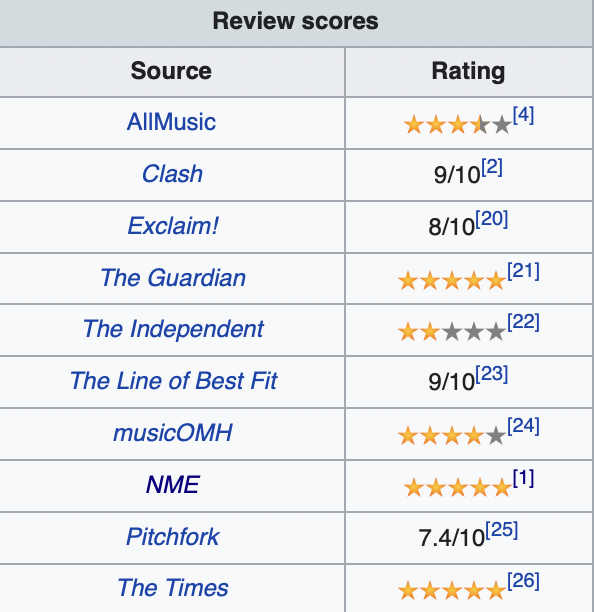 Review scores
Source Rating
AllMusic [4]
Clash 9/10[2]
Exclaim! 8/10[20]
The Guardian [21]
The Independent [22]
The Line of Best Fit 9/10[23]
musicOMH [24]
NME [1]
Pitchfork 7.4/10[25]
The Times [26]